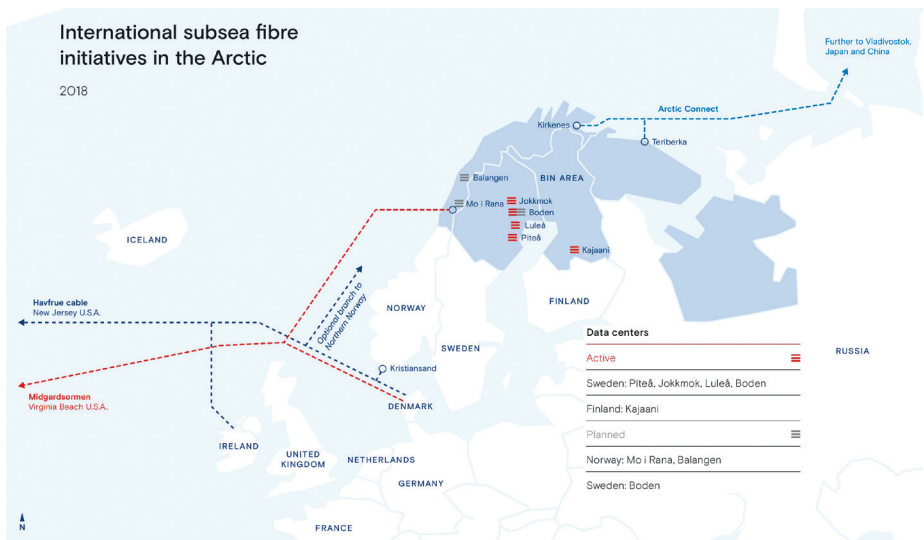 International subsea fibre
initiatives in the Arctic
2018
Further to Vladivostok,
Japan and China
Arctic Connect
Kirkenes
Teriberka
Balangen
BIN AREA
Mo i Rana
Jokkmok
Boden
Luleå
Piteå
Kajaani
ICELAND
Havfrue cable
New Jersey U.S.A.
Optional branch to
Northern Norway
NORWAY
FINLAND
SWEDEN
Kristiansand
Midgardsormen
Virginia Beach U.S.A.
DENMARK
IRELAND
UNITED
KINGDOM
NETHERLANDS
GERMANY
FRANCE
RUSSIA
N
Data centers
Active
Sweden: Piteå, Jokkmok, Luleå, Boden
Finland: Kajaani
Planned
Norway: Mo i Rana, Balangen
Sweden: Boden